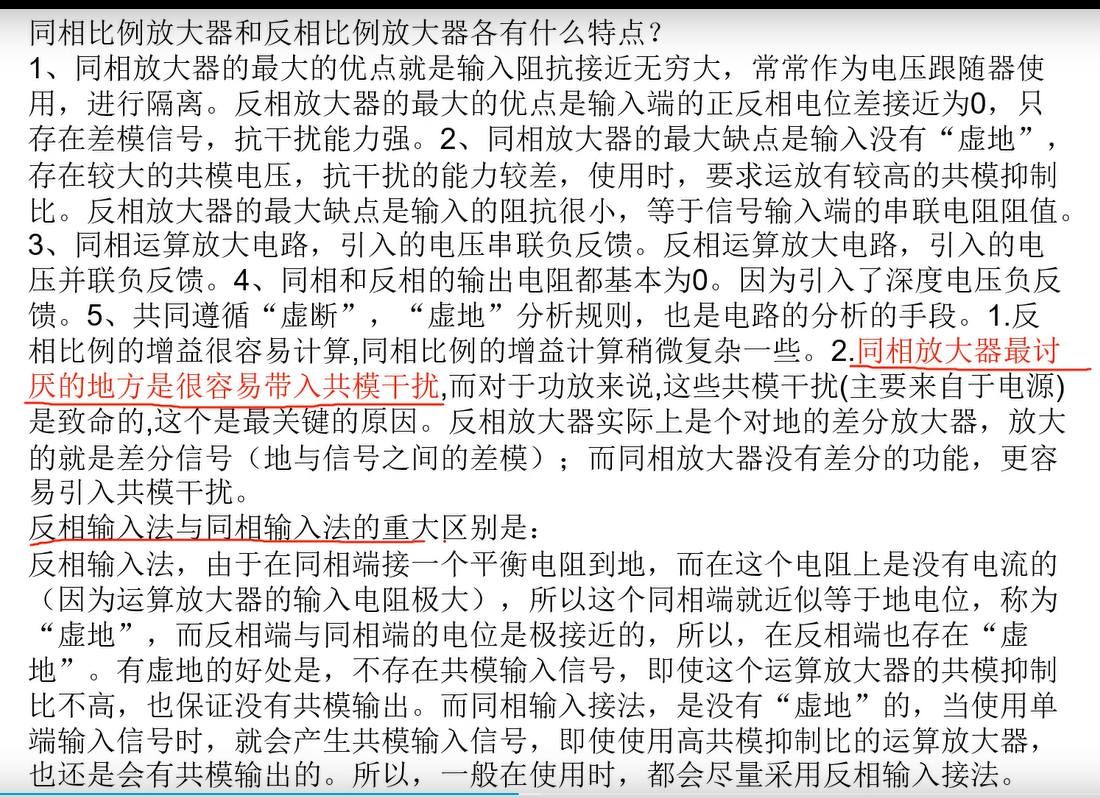 同相比例放大器和反相比例放大器各有什么特点？
1、同相放大器的最大的优点就是输入阻抗接近无穷大，常常作为电压跟随器使
用，进行隔离。反相放大器的最大的优点是输入端的正反相电位差接近为0，只
存在差模信号，抗干扰能力强。2、同相放大器的最大缺点是输入没有“虚地”，
存在较大的共模电压，抗干扰的能力较差，使用时，要求运放有较高的共模抑制
比。反相放大器的最大缺点是输入的阻抗很小，等于信号输入端的串联电阻阻值。
3、同相运算放大电路，引入的电压串联负反馈。反相运算放大电路，引入的电
压并联负反馈。4、同相和反相的输出电阻都基本为0。因为引入了深度电压负反
馈。5、共同遵循“虚断”，“虚地”分析规则，也是电路的分析的手段。1.反
相比例的增益很容易计算,同相比例的增益计算稍微复杂一些。2.同相放大器最讨
厌的地方是很容易带入共模干扰,而对于功放来说,这些共模干扰(主要来自于电源)
是致命的,这个是最关键的原因。反相放大器实际上是个对地的差分放大器，放大
的就是差分信号（地与信号之间的差模）；而同相放大器没有差分的功能，更容
易引入共模干扰。
反相输入法与同相输入法的重大区别是：
反相输入法，由于在同相端接一个平衡电阻到地，而在这个电阻上是没有电流的
（因为运算放大器的输入电阻极大），所以这个同相端就近似等于地电位，称为
“虚地”，而反相端与同相端的电位是极接近的，所以，在反相端也存在“虚
地”。有虚地的好处是，不存在共模输入信号，即使这个运算放大器的共模抑制
比不高，也保证没有共模输出。而同相输入接法，是没有“虚地”的，当使用单
端输入信号时，就会产生共模输入信号，即使使用高共模抑制比的运算放大器，
也还是会有共模输出的。所以，一般在使用时，都会尽量采用反相输入接法。